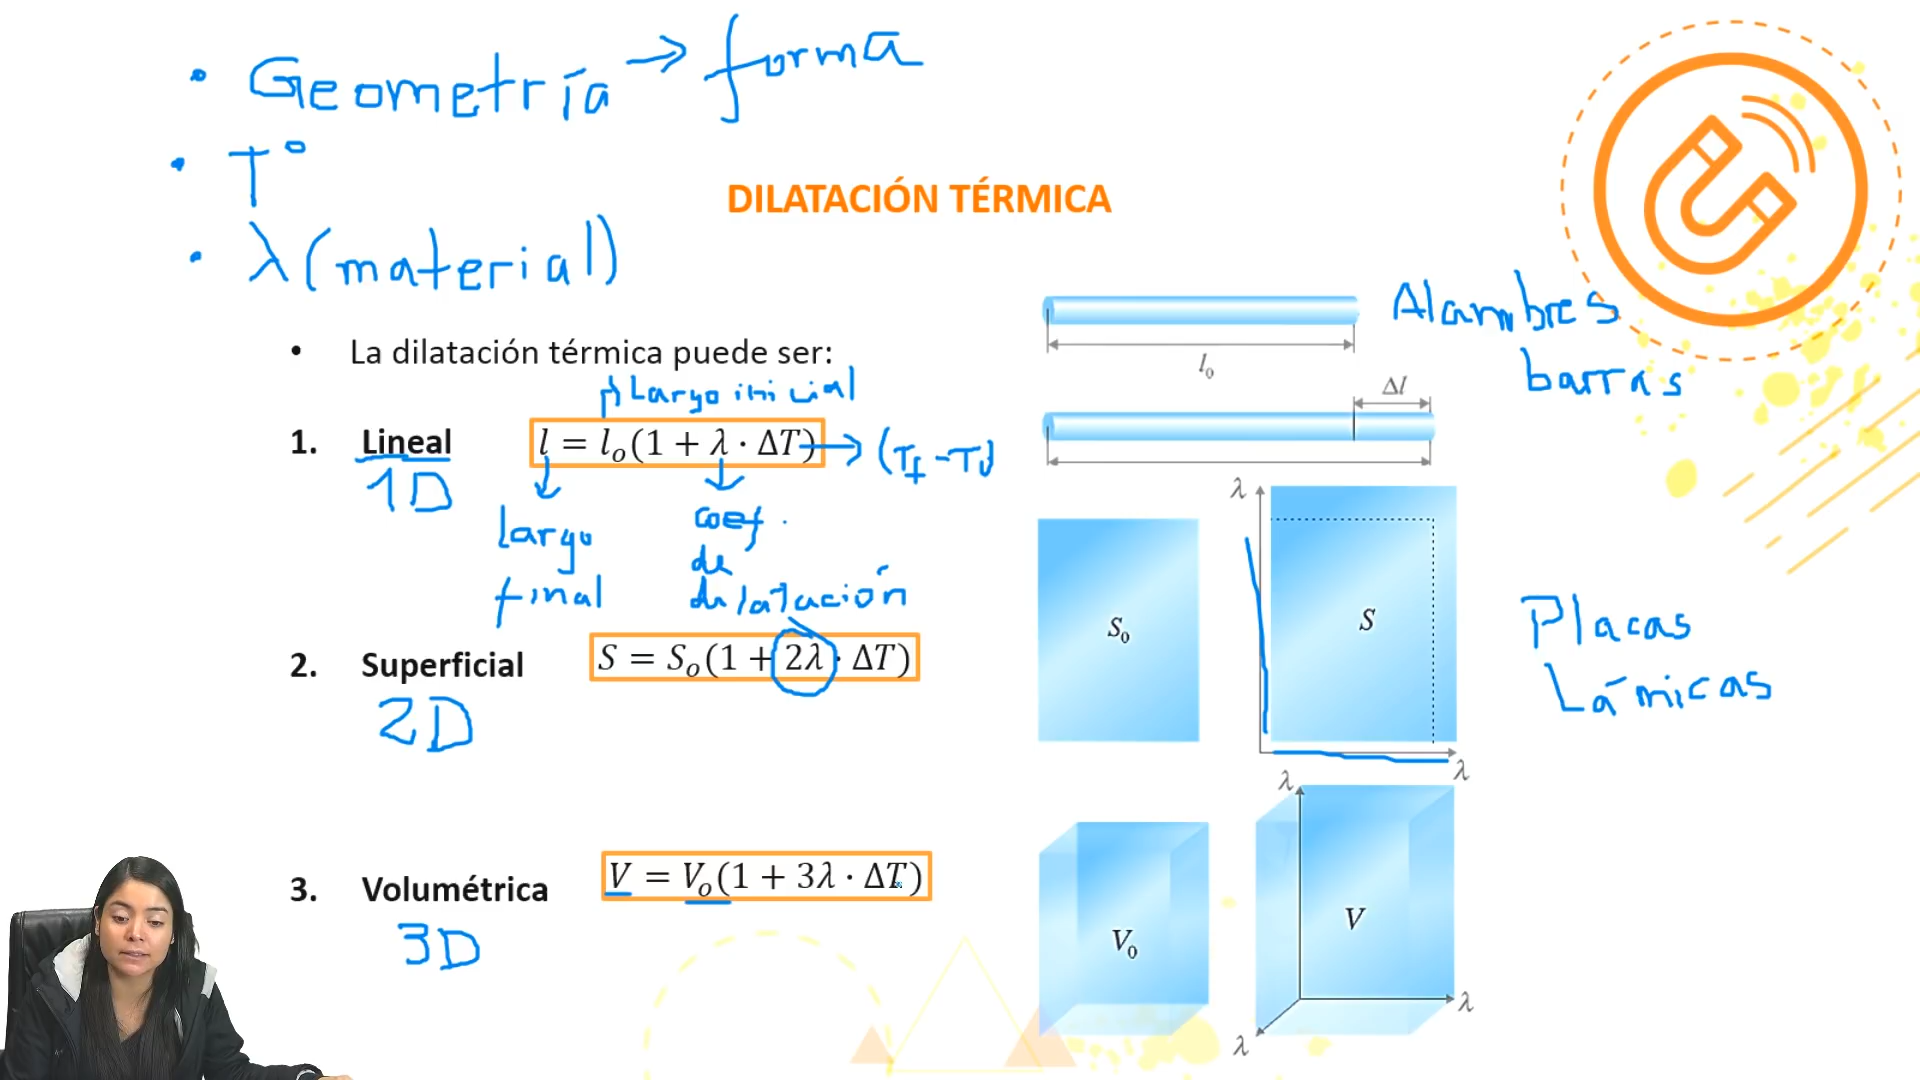 • Geometría → forma
• T°
• λ(material)
DILATACIÓN TÉRMICA
• La dilatación térmica puede ser:
Largo inicial
1. Lineal l = l₀(1 + λ · ΔT) → (Tf - Ti)
1D
largo
final
coef.
de
dilatación
2. Superficial S = S₀(1 + 2λ · ΔT)
2D
3. Volumétrica V = V₀(1 + 3λ · ΔT)
3D
Alambres
barras
l₀
Δl
λ
S₀
S
λ
Placas
Lámicas
λ
V₀
V
λ
λ